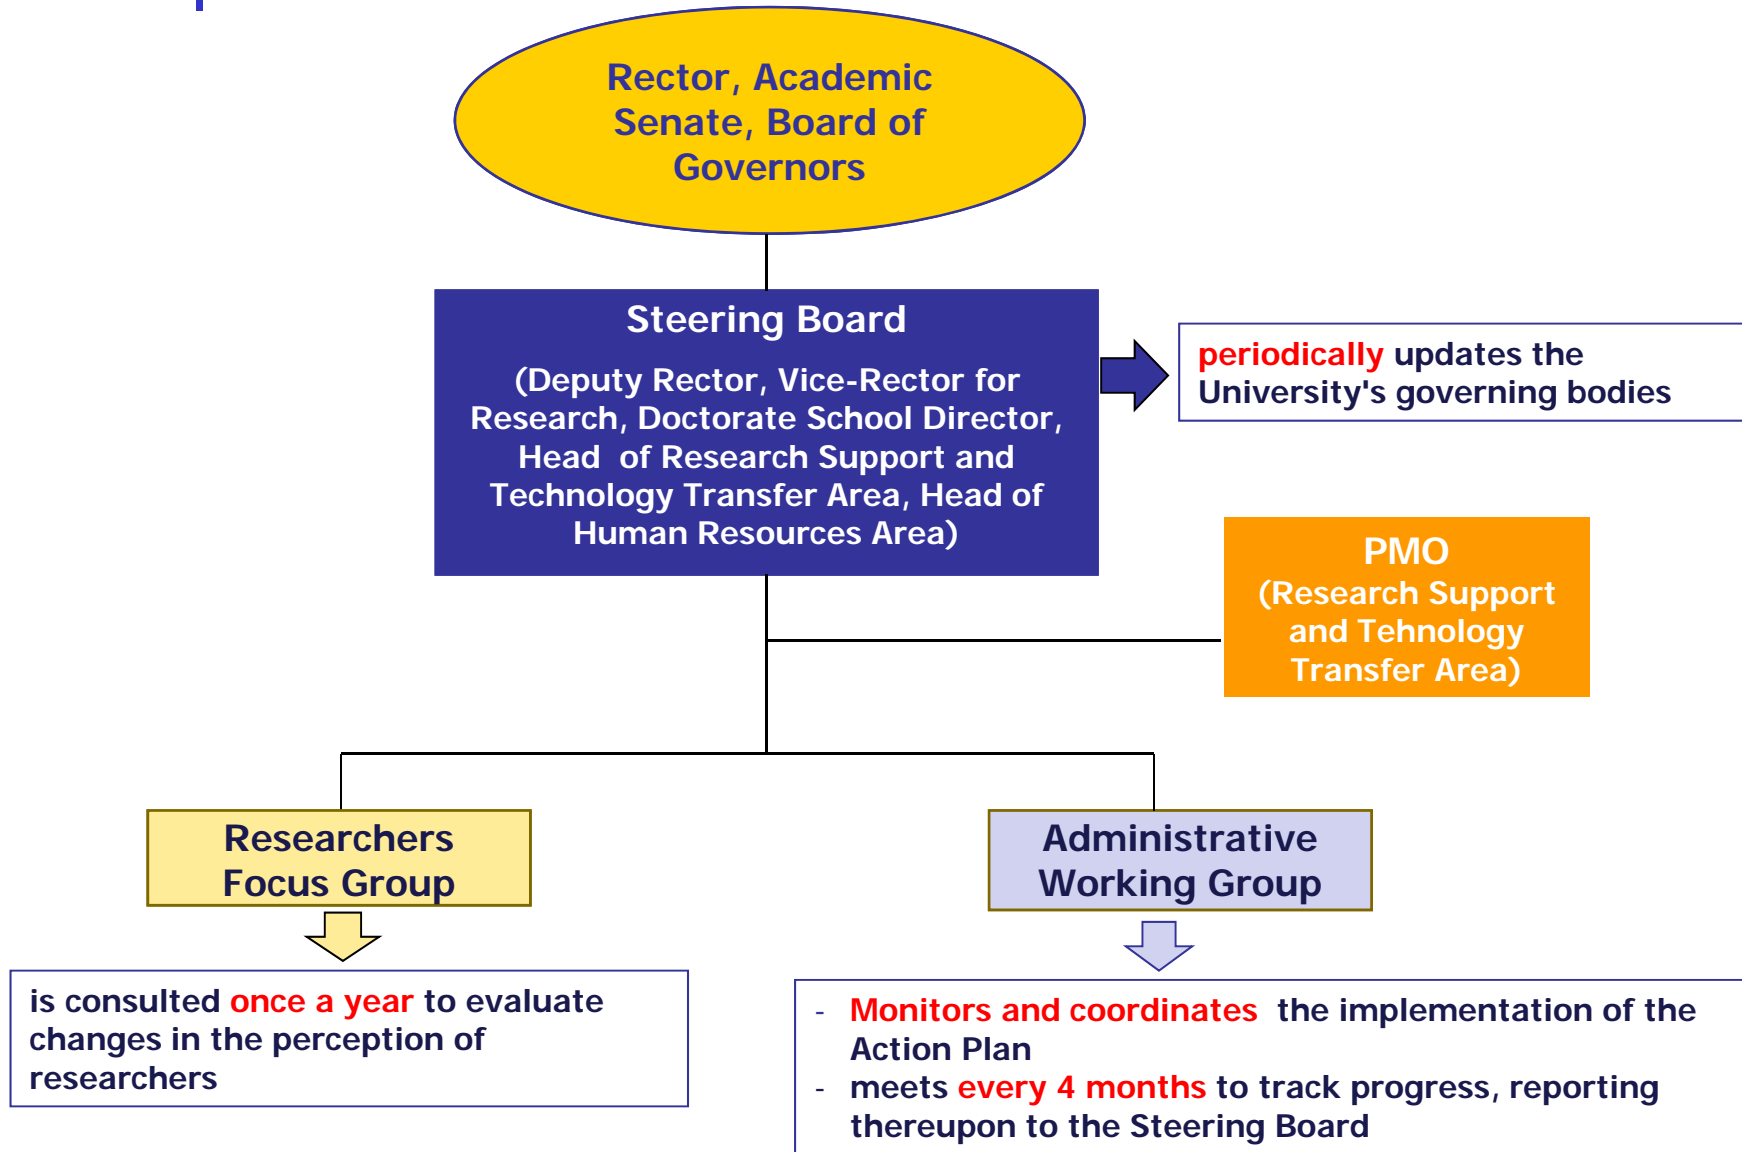 Rector, Academic
Senate, Board of
Governors
Steering Board
(Deputy Rector, Vice-Rector for
Research, Doctorate School Director,
Head of Research Support and
Technology Transfer Area, Head of
Human Resources Area)
periodically updates the
University's governing bodies
PMO
(Research Support
and Tehnology
Transfer Area)
Researchers
Focus Group
Administrative
Working Group
is consulted once a year to evaluate
changes in the perception of
researchers
- Monitors and coordinates the implementation of the
Action Plan
- meets every 4 months to track progress, reporting
thereupon to the Steering Board